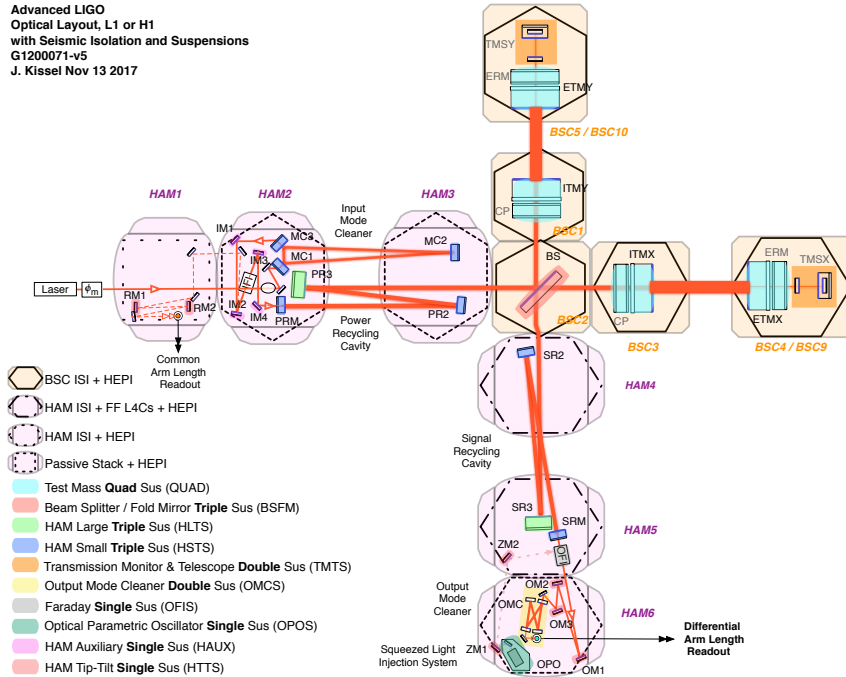 Advanced LIGO
Optical Layout, L1 or H1
with Seismic Isolation and Suspensions
G1200071-v5
J. Kissel Nov 13 2017
TMSY
ERM
ETMY
BSC5 / BSC10
ITMY
CP
BSC1
HAM1
HAM2
HAM3
Input
Mode
Cleaner
IM1
MC3
MC2
IM3
MC1
BS
ITMX
ERM
TMSX
Laser
ϕm
IFI
PR3
RM1
RM2
IM2
IM4
PRM
PR2
BSC2
CP
ETMX
Power
Recycling
Cavity
BSC3
BSC4 / BSC9
Common
Arm Length
Readout
SR2
HAM4
BSC ISI + HEPI
HAM ISI + FF L4Cs + HEPI
HAM ISI + HEPI
Passive Stack + HEPI
Signal
Recycling
Cavity
Test Mass Quad Sus (QUAD)
Beam Splitter / Fold Mirror Triple Sus (BSFM)
HAM Large Triple Sus (HLTS)
HAM Small Triple Sus (HSTS)
Transmission Monitor & Telescope Double Sus (TMTS)
Output Mode Cleaner Double Sus (OMCS)
Faraday Single Sus (OFIS)
Optical Parametric Oscillator Single Sus (OPOS)
HAM Auxiliary Single Sus (HAUX)
HAM Tip-Tilt Single Sus (HTTS)
SR3
SRM
HAM5
ZM2
OFI
Output
Mode
Cleaner
OM2
OMC
OM3
HAM6
Differential
Arm Length
Readout
ZM1
Squeezed Light
Injection System
OPO
OM1